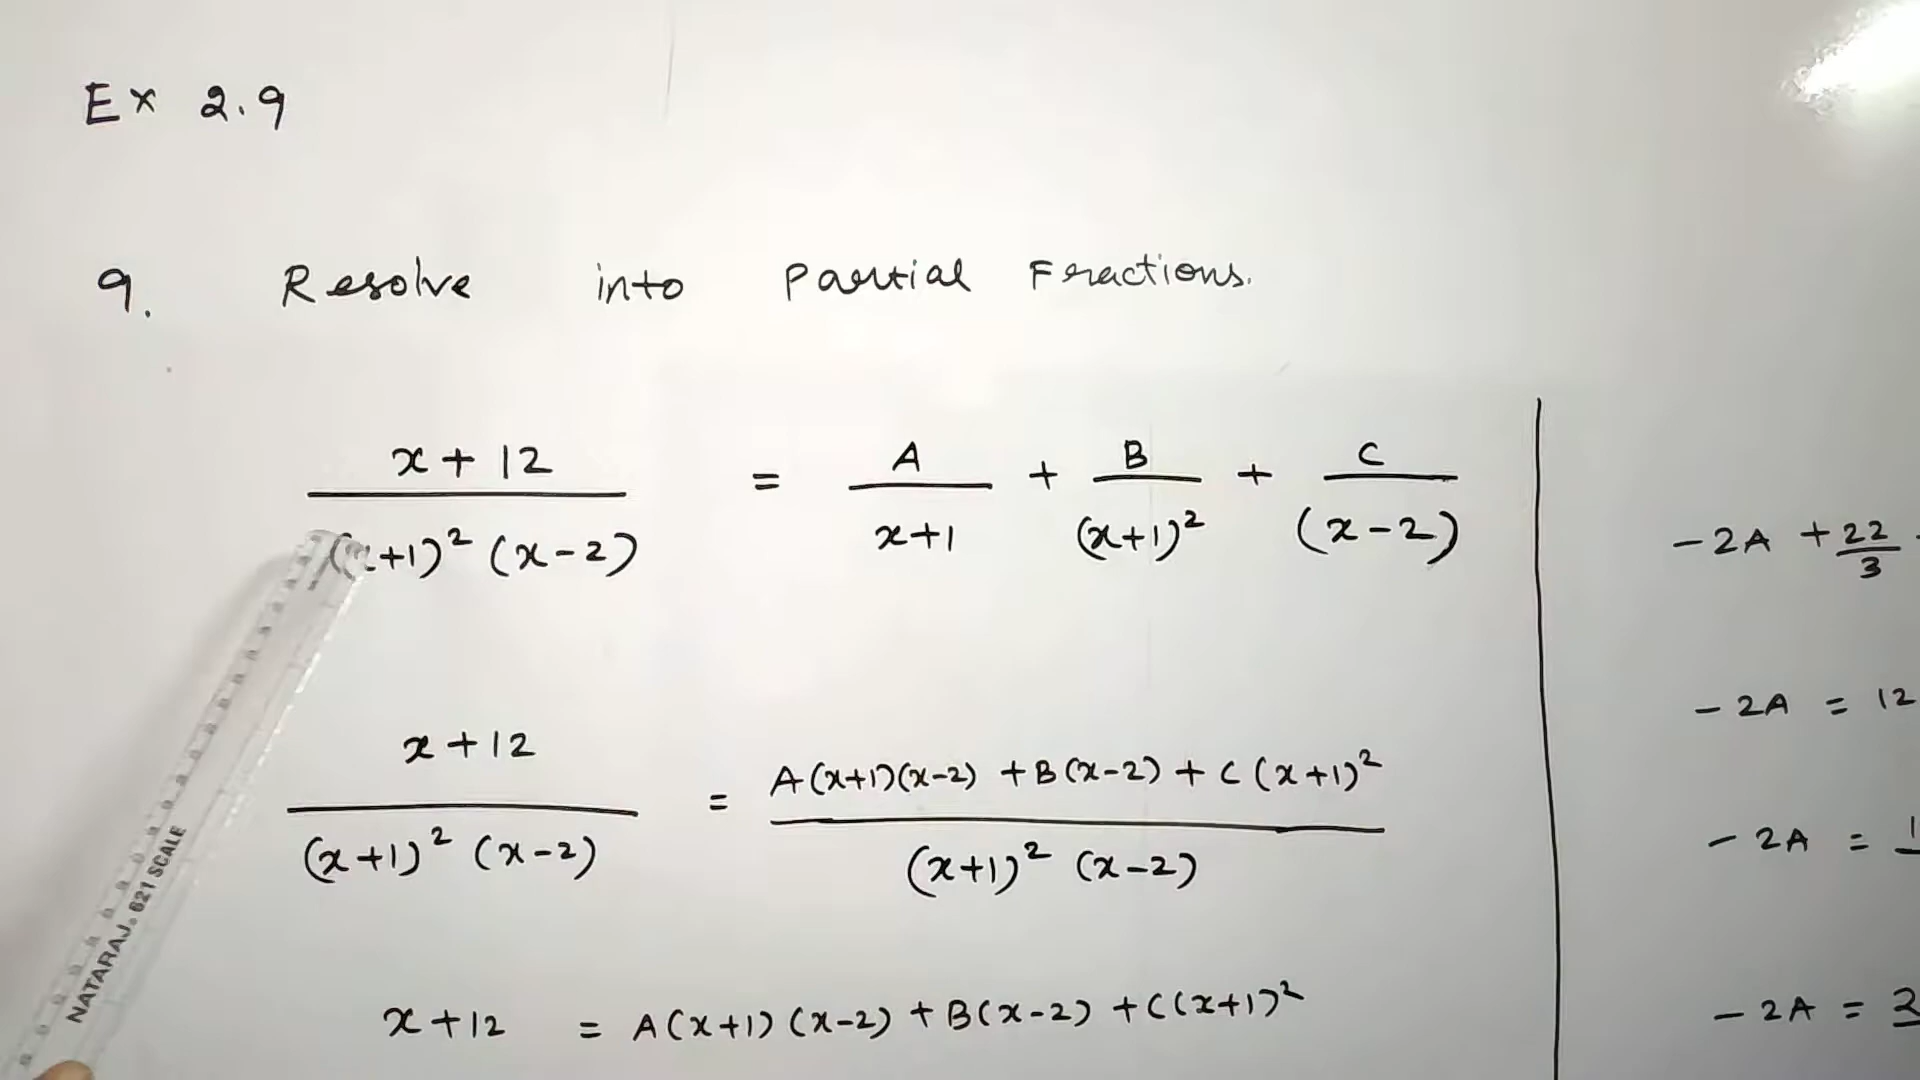 Ex 2.9
9. Resolve into Partial Fractions.
x + 12 / (x+1)² (x-2) = A / x+1 + B / (x+1)² + C / (x-2)
x+12 / (x+1)² (x-2) = A(x+1)(x-2) + B(x-2) + C(x+1)² / (x+1)² (x-2)
x+12 = A(x+1)(x-2) + B(x-2) + C(x+1)²
-2A + 22/3
-2A = 12
-2A =
-2A =
NATARAJ 621 SCALE